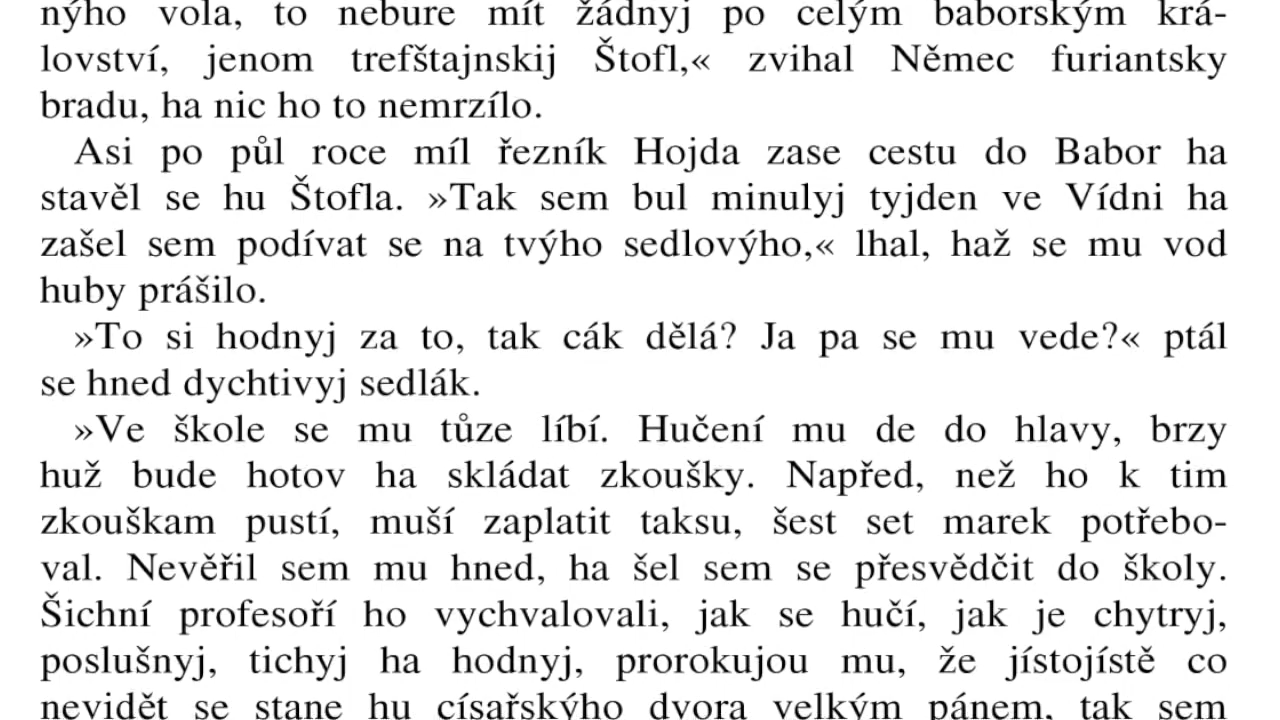 nýho vola, to nebure mít žádnyj po celým baborským krá-
lovství, jenom trefštajnskij Štofl,« zvihal Němec furiantsky
bradu, ha nic ho to nemrzílo.
Asi po půl roce míl řezník Hojda zase cestu do Babor ha
stavěl se hu Štofla. »Tak sem bul minulyj tyjden ve Vídni ha
zašel sem podívat se na tvýho sedlovýho,« lhal, haž se mu vod
huby prášilo.
»To si hodnyj za to, tak cák dělá? Ja pa se mu vede?« ptál
se hned dychtivyj sedlák.
»Ve škole se mu tůze líbí. Hučení mu de do hlavy, brzy
huž bude hotov ha skládat zkoušky. Napřed, než ho k tim
zkouškam pustí, muší zaplatit taksu, šest set marek potřebo-
val. Nevěřil sem mu hned, ha šel sem se přesvědčit do školy.
Šichní profesoří ho vychvalovali, jak se hučí, jak je chytryj,
poslušnyj, tichyj ha hodnyj, prorokujou mu, že jístojístě co
nevidět se stane hu císařskýho dvora velkým pánem, tak sem